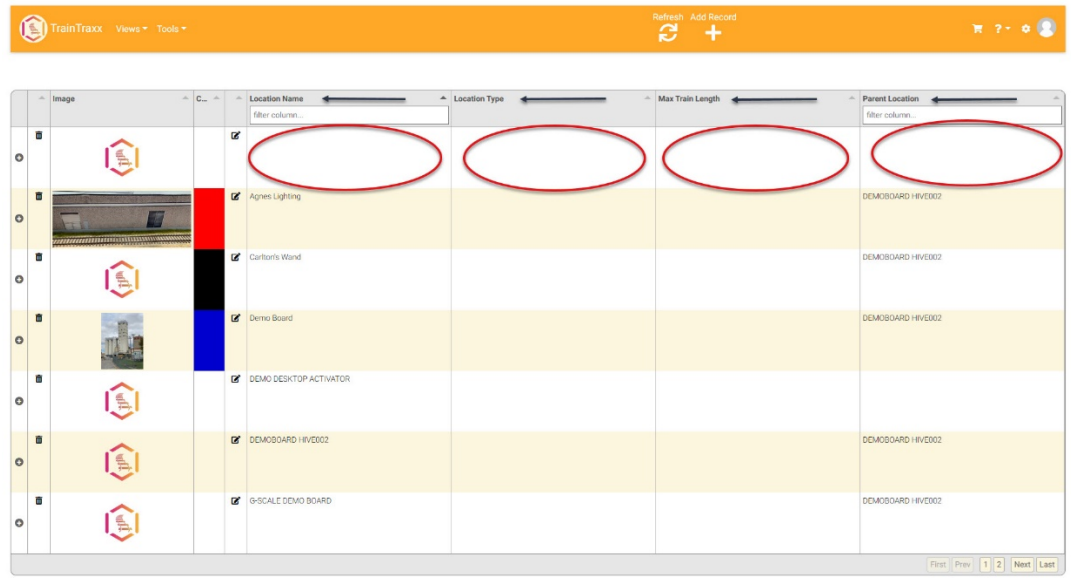 Refresh Add Record
TrainTraxx Views Tools ?
Image C... Location Name Location Type Max Train Length Parent Location
filter column... filter column...
Agnes Lighting DEMOBOARD HIVE002
Carlton's Wand DEMOBOARD HIVE002
Demo Board DEMOBOARD HIVE002
DEMO DESKTOP ACTIVATOR
DEMOBOARD HIVE002 DEMOBOARD HIVE002
G-SCALE DEMO BOARD DEMOBOARD HIVE002
First Prev 1 2 Next Last